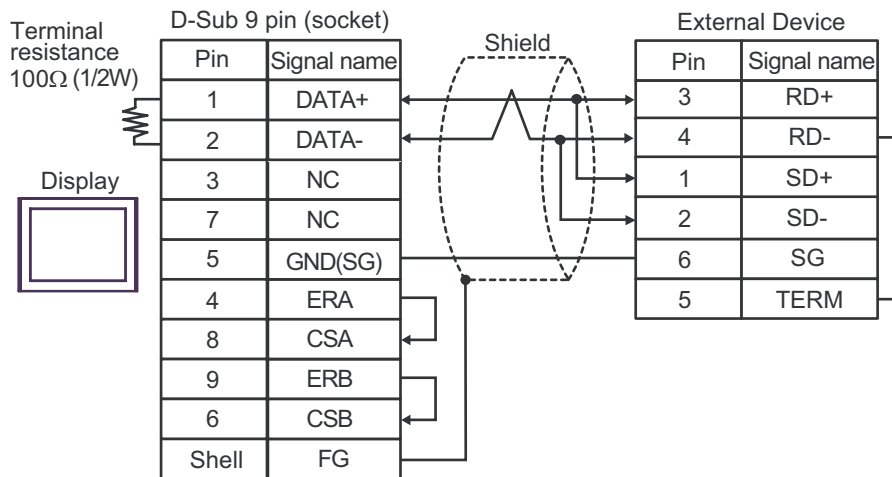 Terminal
resistance
100Ω (1/2W)
D-Sub 9 pin (socket)
Pin Signal name
1 DATA+
2 DATA-
3 NC
7 NC
5 GND(SG)
4 ERA
8 CSA
9 ERB
6 CSB
Shell FG
Display
Shield
External Device
Pin Signal name
3 RD+
4 RD-
1 SD+
2 SD-
6 SG
5 TERM